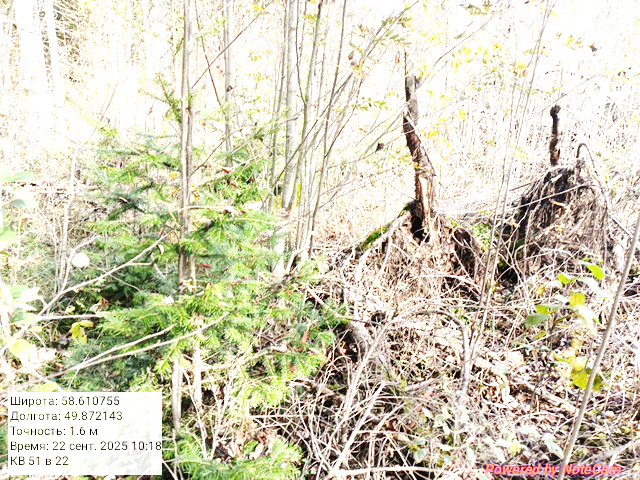 Широта: 58.610755
Долгота: 49.872143
Точность: 1.6 м
Время: 22 сент. 2025 10:18
КВ 51 в 22
Powered by NoteCam